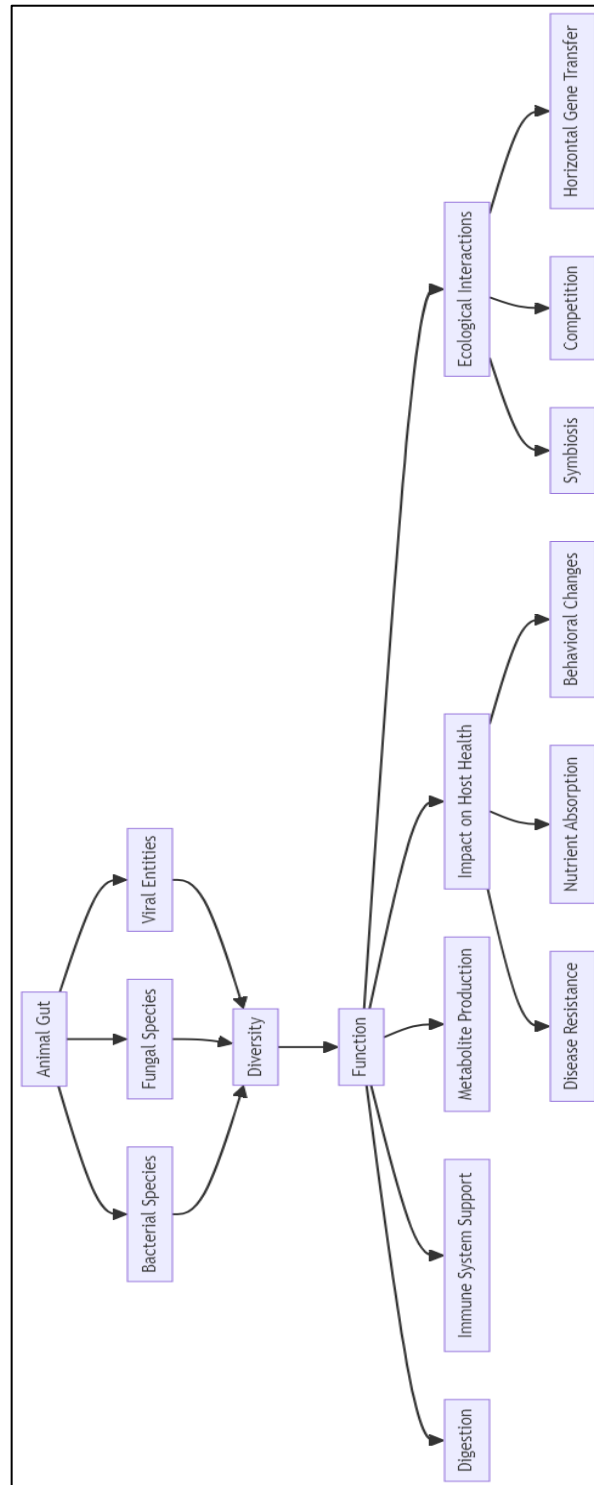 Animal Gut
Bacterial Species
Fungal Species
Viral Entities
Diversity
Function
Digestion
Immune System Support
Metabolite Production
Impact on Host Health
Ecological Interactions
Disease Resistance
Nutrient Absorption
Behavioral Changes
Symbiosis
Competition
Horizontal Gene Transfer